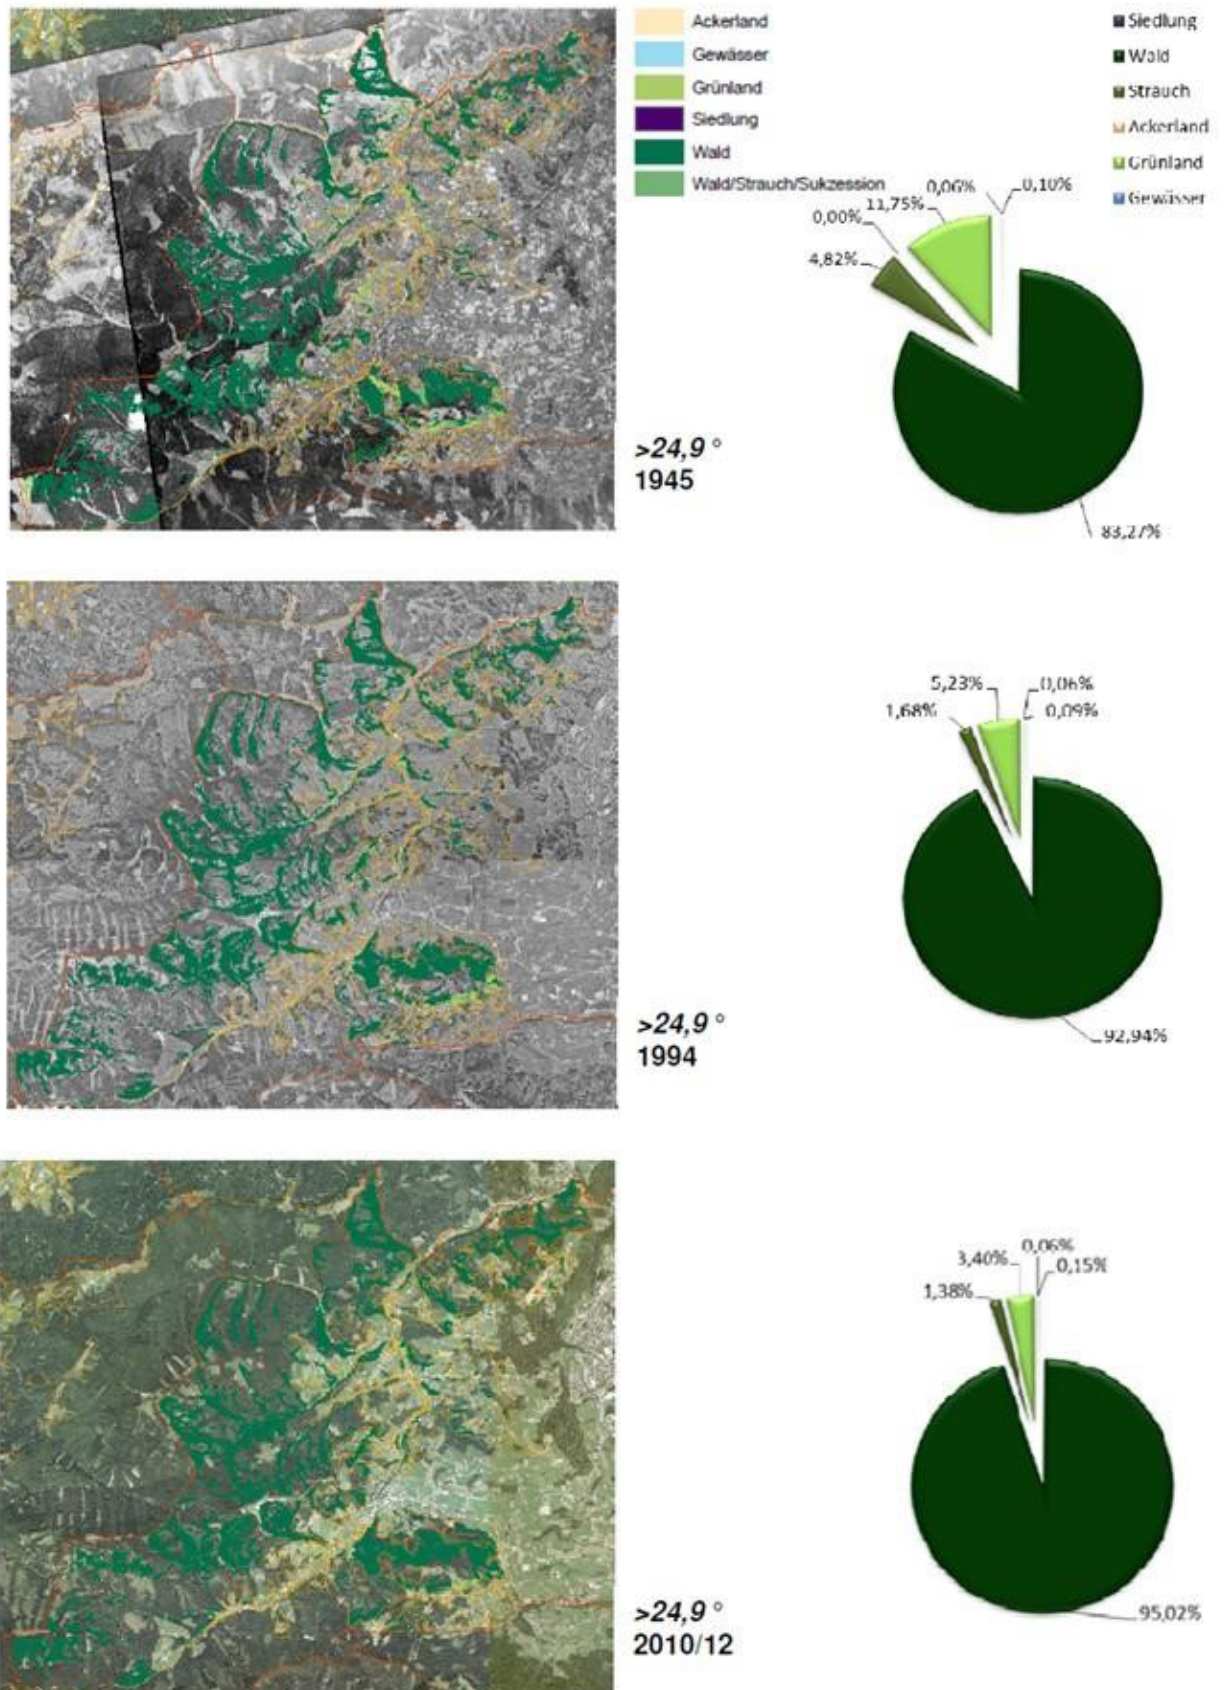 Ackerland
Gewässer
Grünland
Siedlung
Wald
Wald/Strauch/Sukzession
Siedlung
Wald
Strauch
Ackerland
Grünland
Gewässer
0,06%
0,10%
11,75%
0,00%
4,82%
83,27%
>24,9 °
1945
5,23%
0,06%
1,68%
0,09%
92,94%
>24,9 °
1994
0,06%
3,40%
0,15%
1,38%
95,02%
>24,9 °
2010/12